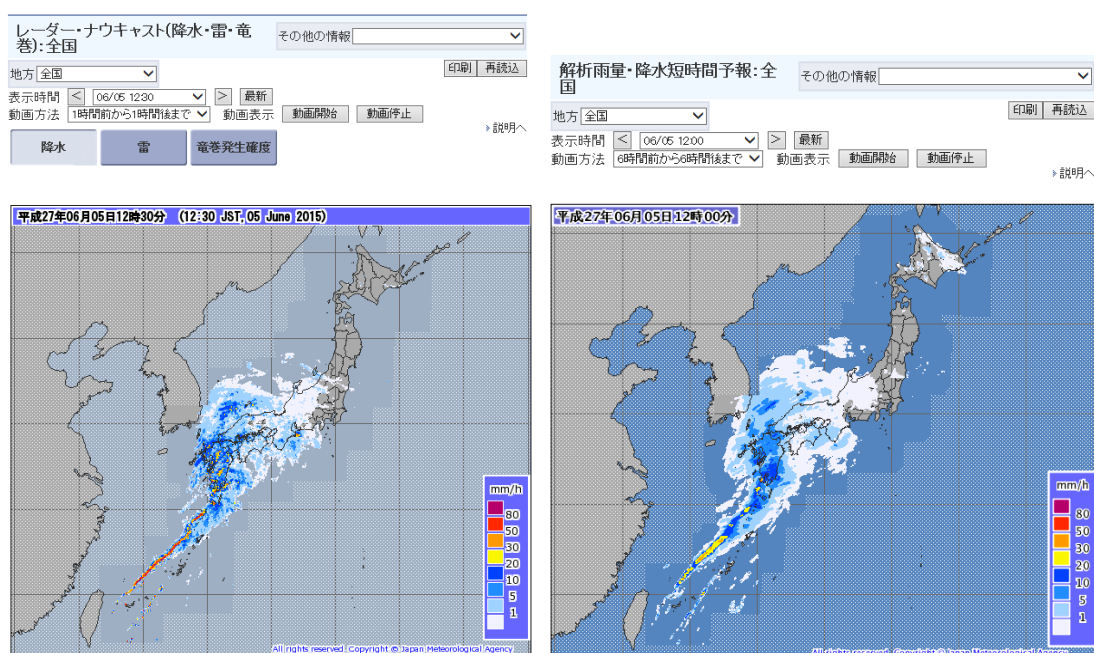 レーダー・ナウキャスト(降水・雷・竜
巻):全国
その他の情報
地方 全国
印刷 再読込
表示時間 < 06/05 1230 > 最新
動画方法 1時間前から1時間後まで 動画表示 動画開始 動画停止
説明へ
降水 雷 竜巻発生確度
平成27年06月05日12時30分 (12:30 JST,05 June 2015)
mm/h
80
50
30
20
10
5
1
All rights reserved. Copyright © Japan Meteorological Agency
解析雨量・降水短時間予報:全
国
その他の情報
地方 全国
印刷 再読込
表示時間 < 06/05 1200 > 最新
動画方法 6時間前から6時間後まで 動画表示 動画開始 動画停止
説明へ
平成27年06月05日12時00分
mm/h
80
50
30
20
10
5
1
All rights reserved. Copyright © Japan Meteorological Agency